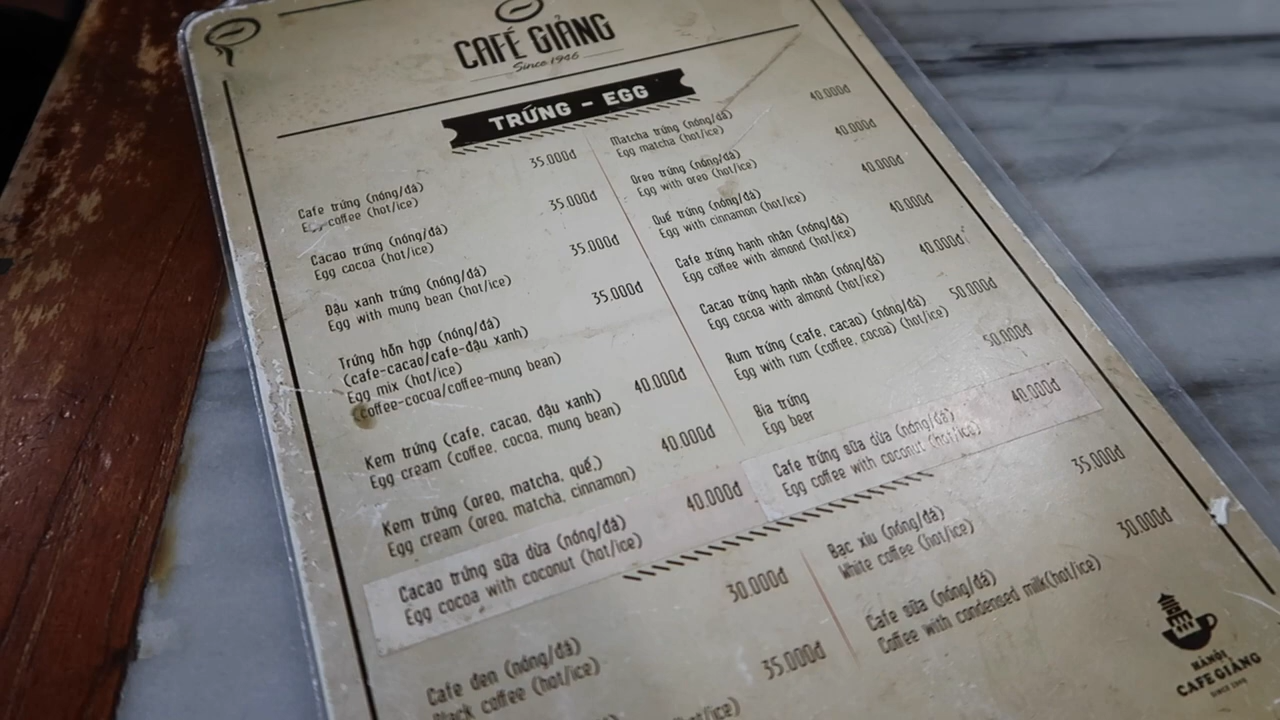 CAFÉ GIẢNG
Since 1946
TRỨNG - EGG
Cafe trứng (nóng/đá) 35.000đ
Egg coffee (hot/ice)
Cacao trứng (nóng/đá) 35.000đ
Egg cocoa (hot/ice)
Đậu xanh trứng (nóng/đá) 35.000đ
Egg with mung bean (hot/ice)
Trứng hỗn hợp (nóng/đá) 35.000đ
(cafe-cacao/cafe-đậu xanh)
Egg mix (hot/ice)
(coffee-cocoa/coffee-mung bean)
Kem trứng (cafe, cacao, đậu xanh) 40.000đ
Egg cream (coffee, cocoa, mung bean)
Kem trứng (oreo, matcha, quế,) 40.000đ
Egg cream (oreo, matcha, cinnamon)
Cacao trứng sữa dừa (nóng/đá) 40.000đ
Egg cocoa with coconut (hot/ice)
Matcha trứng (nóng/đá) 40.000đ
Egg matcha (hot/ice)
Oreo trứng (nóng/đá) 40.000đ
Egg with oreo (hot/ice)
Quế trứng (nóng/đá) 40.000đ
Egg with cinnamon (hot/ice)
Cafe trứng hạnh nhân (nóng/đá) 40.000đ
Egg coffee with almond (hot/ice)
Cacao trứng hạnh nhân (nóng/đá) 40.000đ
Egg cocoa with almond (hot/ice)
Rum trứng (cafe, cacao) (nóng/đá) 50.000đ
Egg with rum (coffee, cocoa) (hot/ice)
Bia trứng 50.000đ
Egg beer
Cafe trứng sữa dừa (nóng/đá) 40.000đ
Egg coffee with coconut (hot/ice)
Cafe đen (nóng/đá) 30.000đ
Black coffee (hot/ice)
35.000đ
(hot/ice)
Bạc xỉu (nóng/đá) 35.000đ
White coffee (hot/ice)
Cafe sữa (nóng/đá) 30.000đ
Coffee with condensed milk(hot/ice)
HÀNỘI
CAFE GIẢNG
SINCE 1946